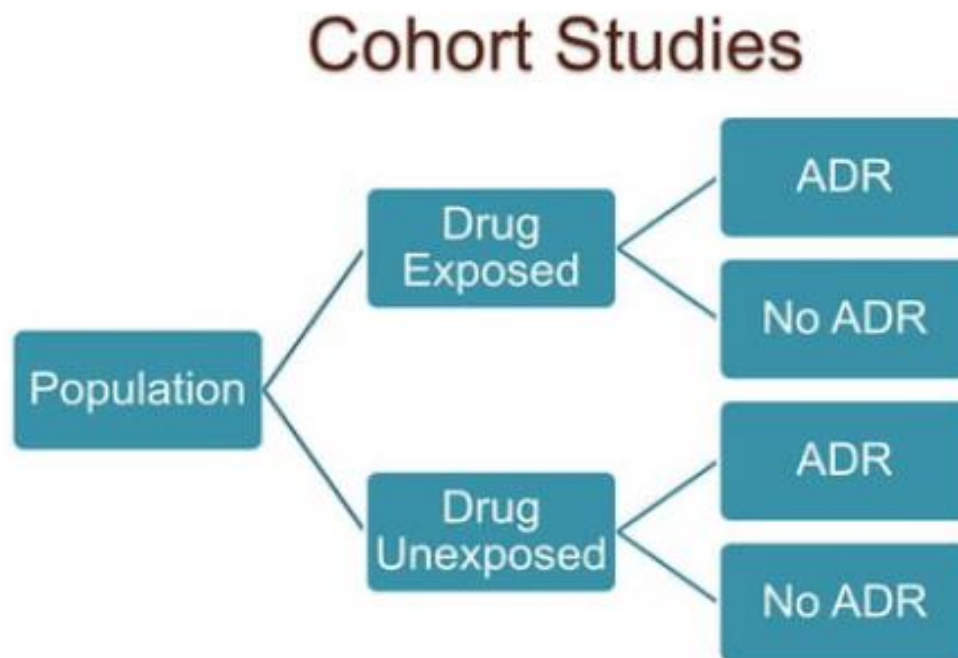 Cohort Studies
Population
Drug
Exposed
ADR
No ADR
Drug
Unexposed
ADR
No ADR